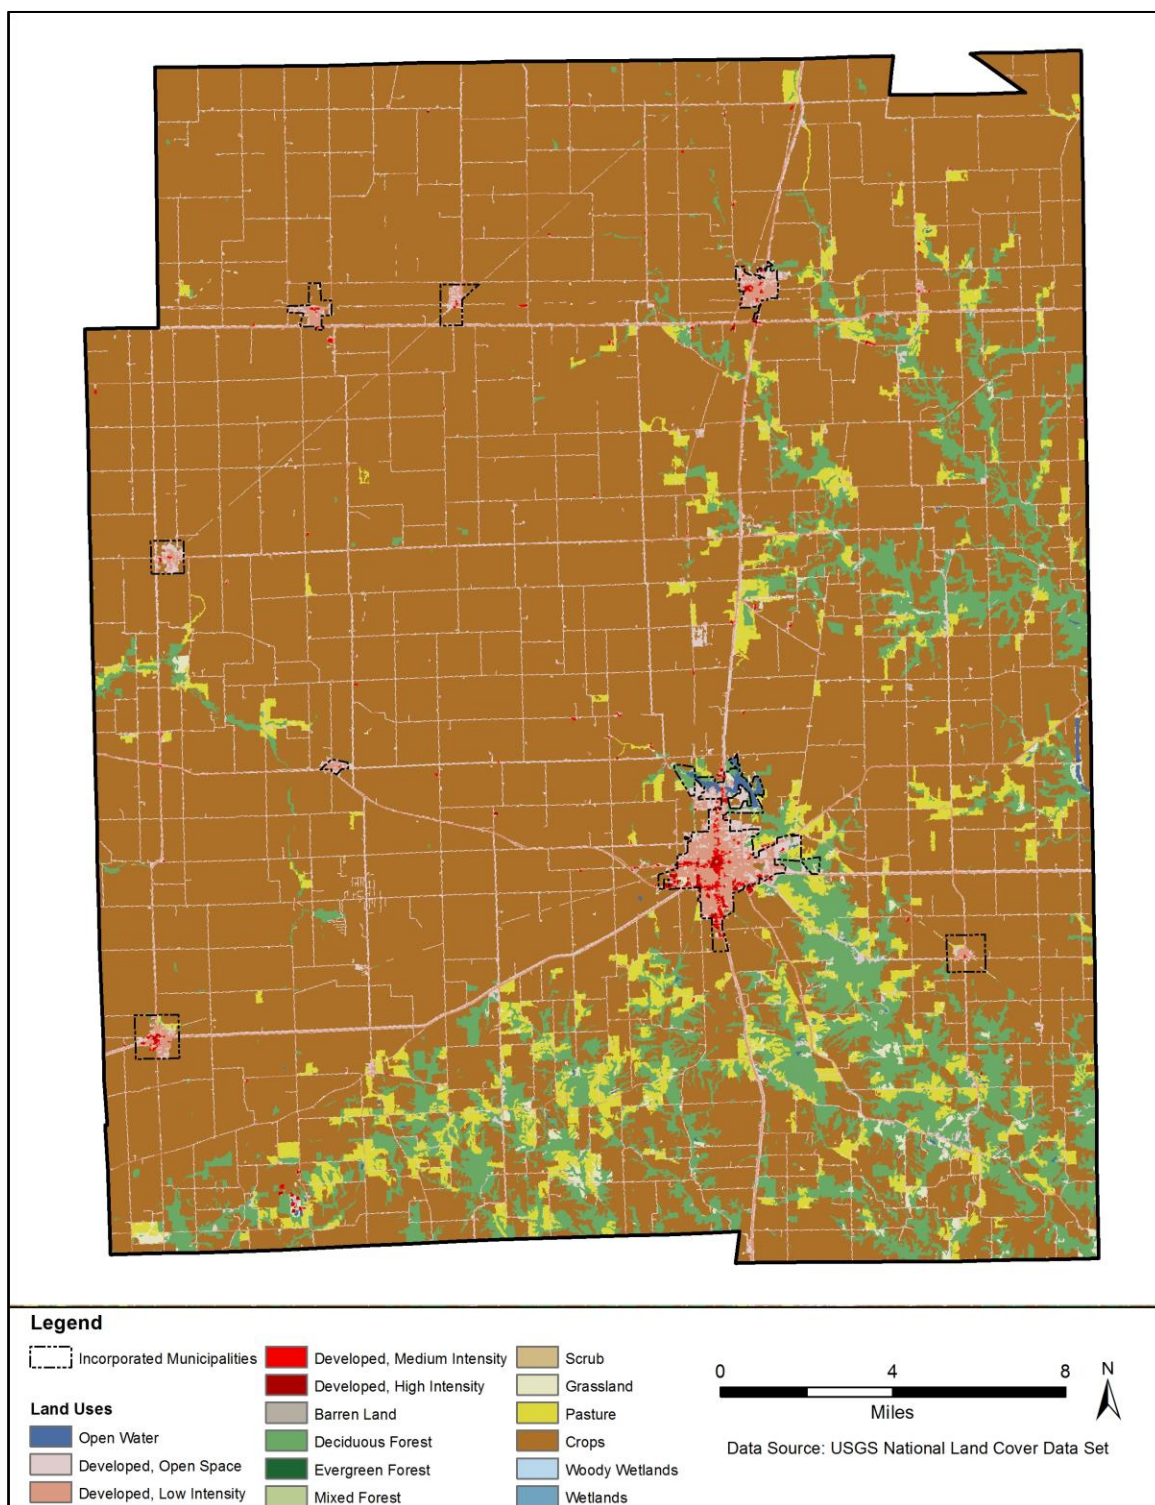 Legend
Incorporated Municipalities
Land Uses
Open Water
Developed, Open Space
Developed, Low Intensity
Developed, Medium Intensity
Developed, High Intensity
Barren Land
Deciduous Forest
Evergreen Forest
Mixed Forest
Scrub
Grassland
Pasture
Crops
Woody Wetlands
Wetlands
0 4 8
Miles
N
Data Source: USGS National Land Cover Data Set